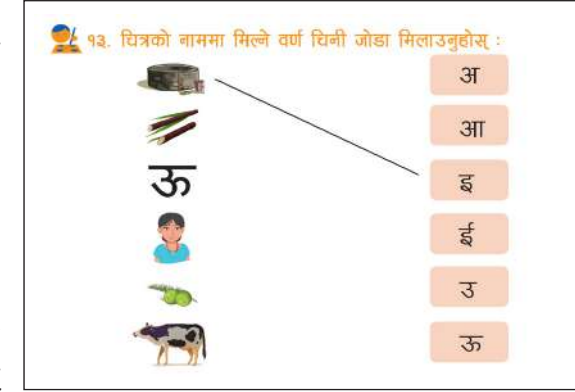 १३. चित्रको नाममा मिल्ने वर्ण चिनी जोडा मिलाउनुहोस् :
अ
आ
ऊ
इ
ई
उ
ऊ